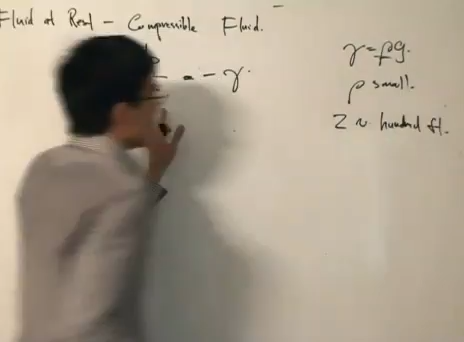 Fluid at Rest - Compressible Fluid.
= - γ.
γ = ρg.
ρ small.
Z ~ hundred ft.